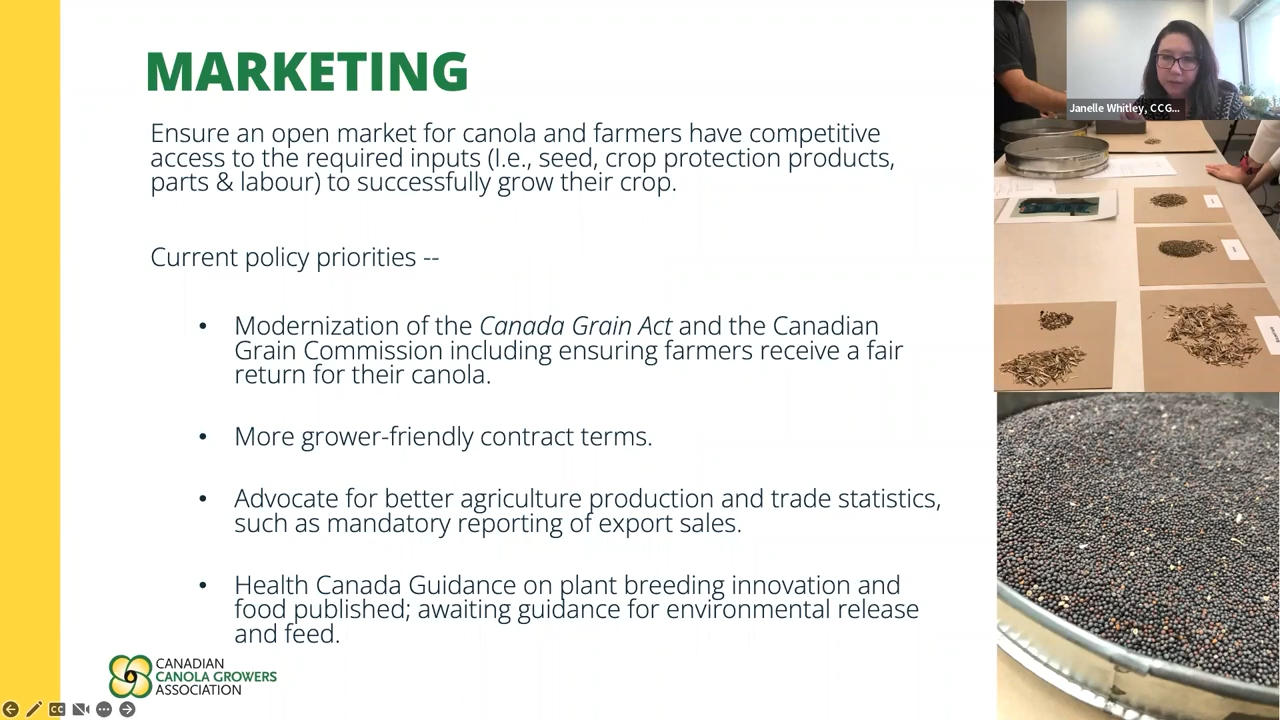 MARKETING
Ensure an open market for canola and farmers have competitive
access to the required inputs (I.e., seed, crop protection products,
parts & labour) to successfully grow their crop.
Current policy priorities --
• Modernization of the Canada Grain Act and the Canadian
Grain Commission including ensuring farmers receive a fair
return for their canola.
• More grower-friendly contract terms.
• Advocate for better agriculture production and trade statistics,
such as mandatory reporting of export sales.
• Health Canada Guidance on plant breeding innovation and
food published; awaiting guidance for environmental release
and feed.
CANADIAN
CANOLA GROWERS
ASSOCIATION
CC
Janelle Whitley, CCG...